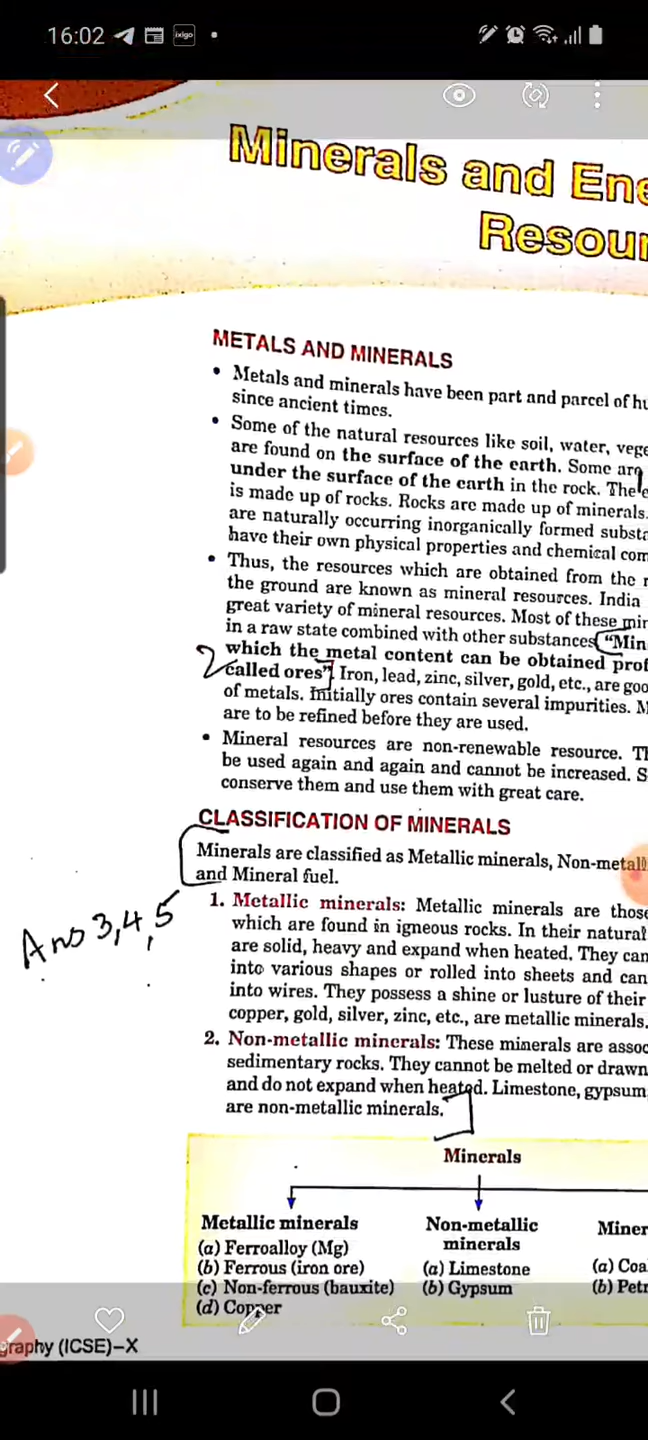 16:02
ixigo
Minerals and Ene
Resour
METALS AND MINERALS
• Metals and minerals have been part and parcel of hu
since ancient times.
• Some of the natural resources like soil, water, vege
are found on the surface of the earth. Some are
under the surface of the earth in the rock. The e
is made up of rocks. Rocks are made up of minerals.
are naturally occurring inorganically formed substa
have their own physical properties and chemical com
• Thus, the resources which are obtained from the r
the ground are known as mineral resources. India
great variety of mineral resources. Most of these min
in a raw state combined with other substances. "Min
which the metal content can be obtained prof
2 called ores". Iron, lead, zinc, silver, gold, etc., are goo
of metals. Initially ores contain several impurities. M
are to be refined before they are used.
• Mineral resources are non-renewable resource. Th
be used again and again and cannot be increased. S
conserve them and use them with great care.
CLASSIFICATION OF MINERALS
Minerals are classified as Metallic minerals, Non-metall
and Mineral fuel.
Ans 3,4,5
1. Metallic minerals: Metallic minerals are those
which are found in igneous rocks. In their natural
are solid, heavy and expand when heated. They can
into various shapes or rolled into sheets and can
into wires. They possess a shine or lusture of their
copper, gold, silver, zinc, etc., are metallic minerals.
2. Non-metallic minerals: These minerals are assoc
sedimentary rocks. They cannot be melted or drawn
and do not expand when heated. Limestone, gypsum
are non-metallic minerals.
Minerals
Metallic minerals
(a) Ferroalloy (Mg)
(b) Ferrous (iron ore)
(c) Non-ferrous (bauxite)
(d) Copper
Non-metallic
minerals
(a) Limestone
(b) Gypsum
Miner
(a) Coa
(b) Petr
graphy (ICSE)–X